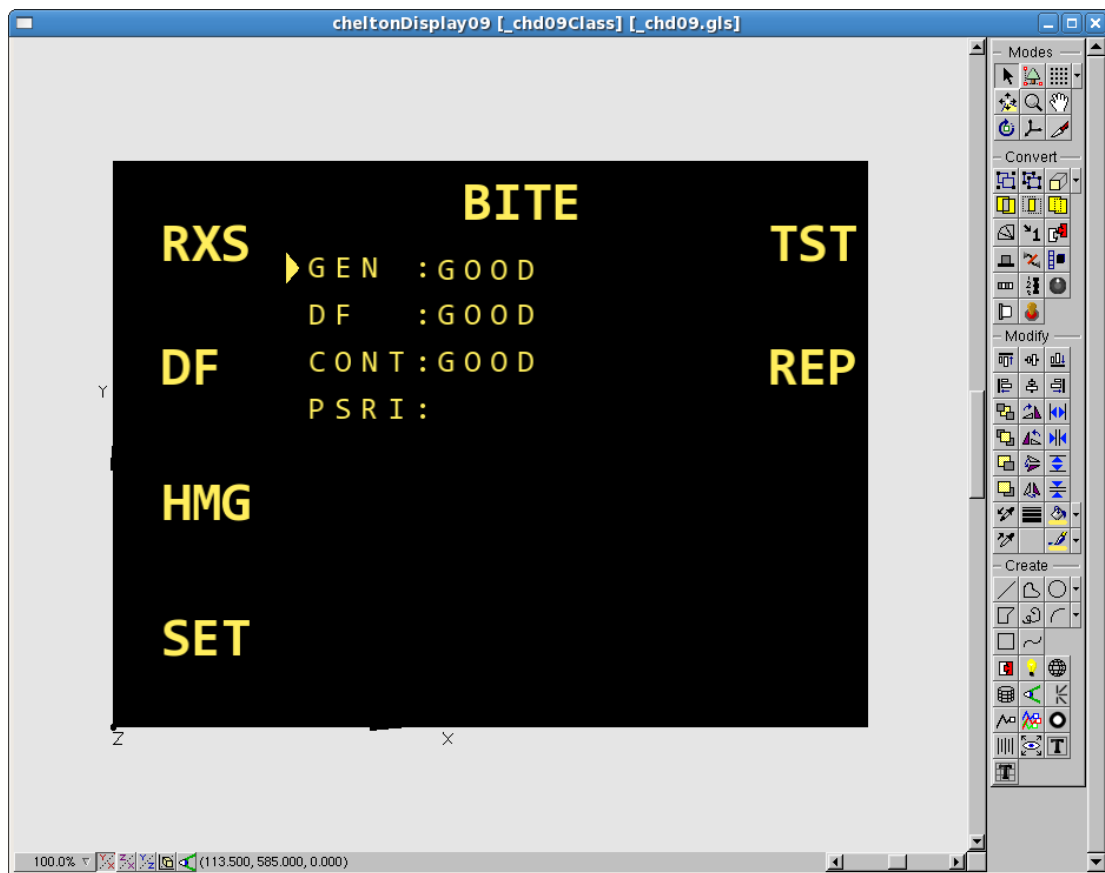 cheltonDisplay09 [_chd09Class] [_chd09.gls]
Modes
Convert
Modify
Create
BITE
RXS
TST
GEN :GOOD
DF :GOOD
DF
CONT:GOOD
REP
PSRI:
HMG
SET
Y
Z
X
100.0% (113.500, 585.000, 0.000)